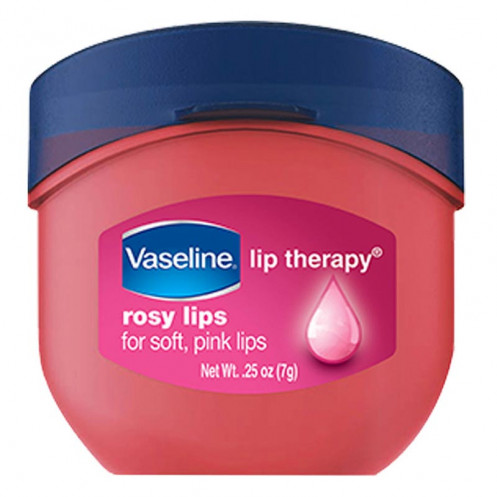 Vaseline® lip therapy®
rosy lips
for soft, pink lips
Net Wt. .25 oz (7g)